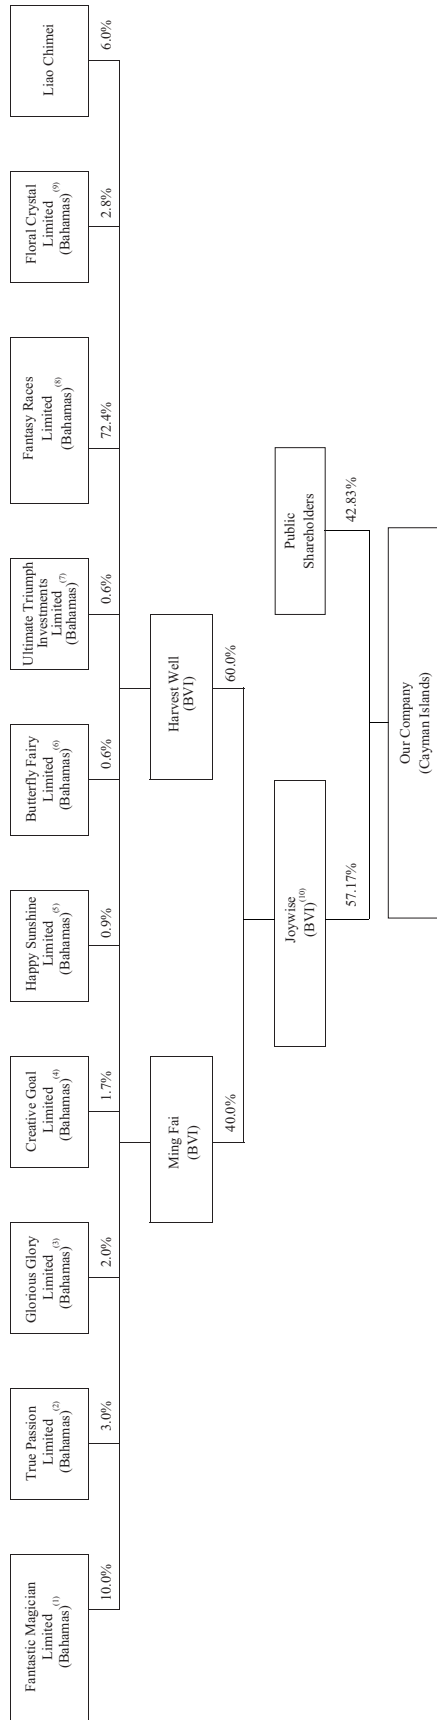 Fantastic Magician
Limited (1)
(Bahamas)
True Passion
Limited (2)
(Bahamas)
Glorious Glory
Limited (3)
(Bahamas)
Creative Goal
Limited (4)
(Bahamas)
Happy Sunshine
Limited (5)
(Bahamas)
Butterfly Fairy
Limited (6)
(Bahamas)
Ultimate Triumph
Investments
Limited (7)
(Bahamas)
Fantasy Races
Limited (8)
(Bahamas)
Floral Crystal
Limited (9)
(Bahamas)
Liao Chimei
10.0%
3.0%
2.0%
1.7%
0.9%
0.6%
0.6%
72.4%
2.8%
6.0%
Ming Fai
(BVI)
Harvest Well
(BVI)
40.0%
60.0%
Joywise
(BVI)(10)
Public
Shareholders
57.17%
42.83%
Our Company
(Cayman Islands)